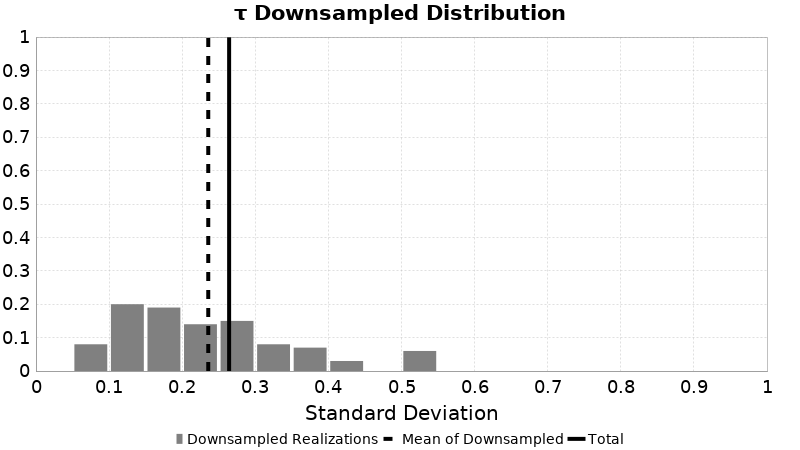 τ Downsampled Distribution
1
0.9
0.8
0.7
0.6
0.5
0.4
0.3
0.2
0.1
0
0 0.1 0.2 0.3 0.4 0.5 0.6 0.7 0.8 0.9 1
Standard Deviation
Downsampled Realizations Mean of Downsampled Total